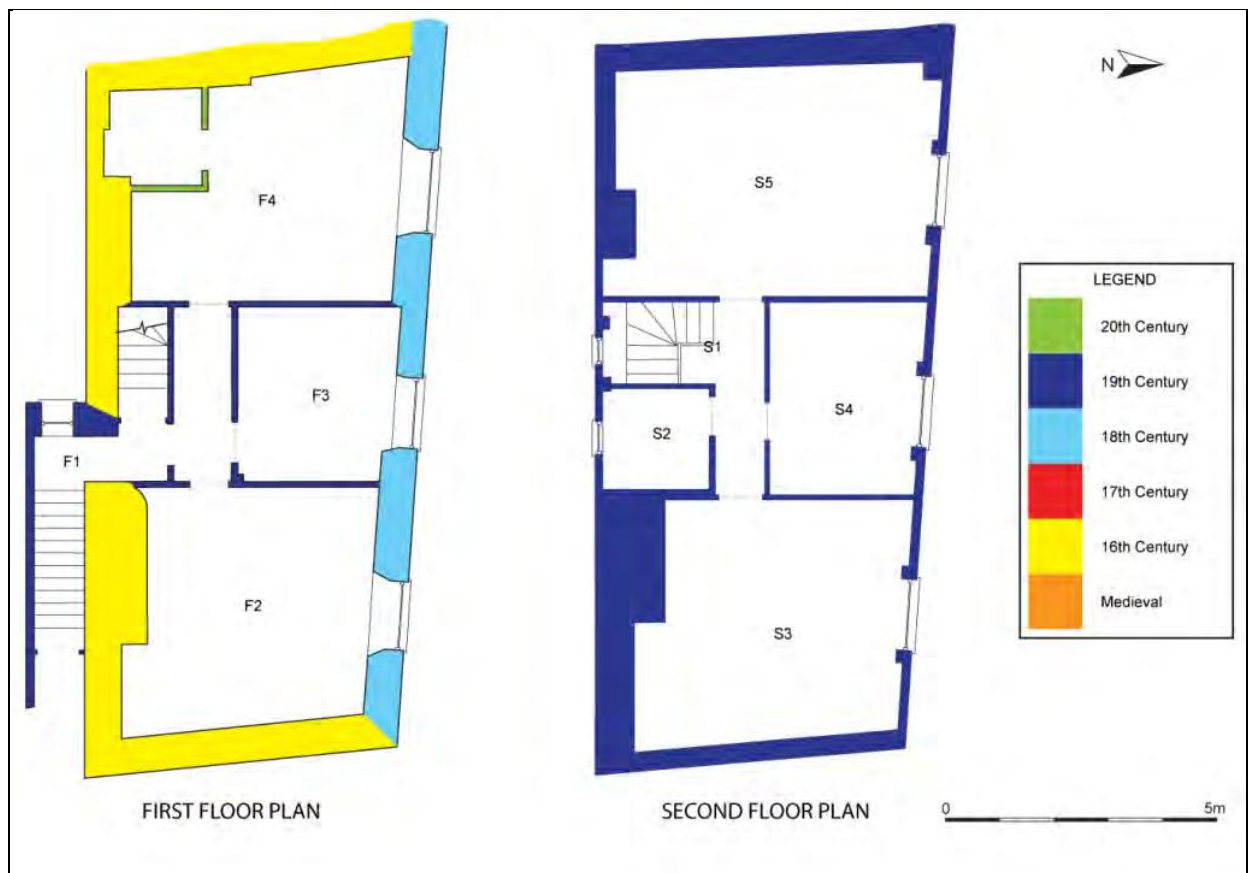 N
F4
F3
F1
F2
FIRST FLOOR PLAN
S5
S1
S4
S2
S3
SECOND FLOOR PLAN
LEGEND
20th Century
19th Century
18th Century
17th Century
16th Century
Medieval
0
5m